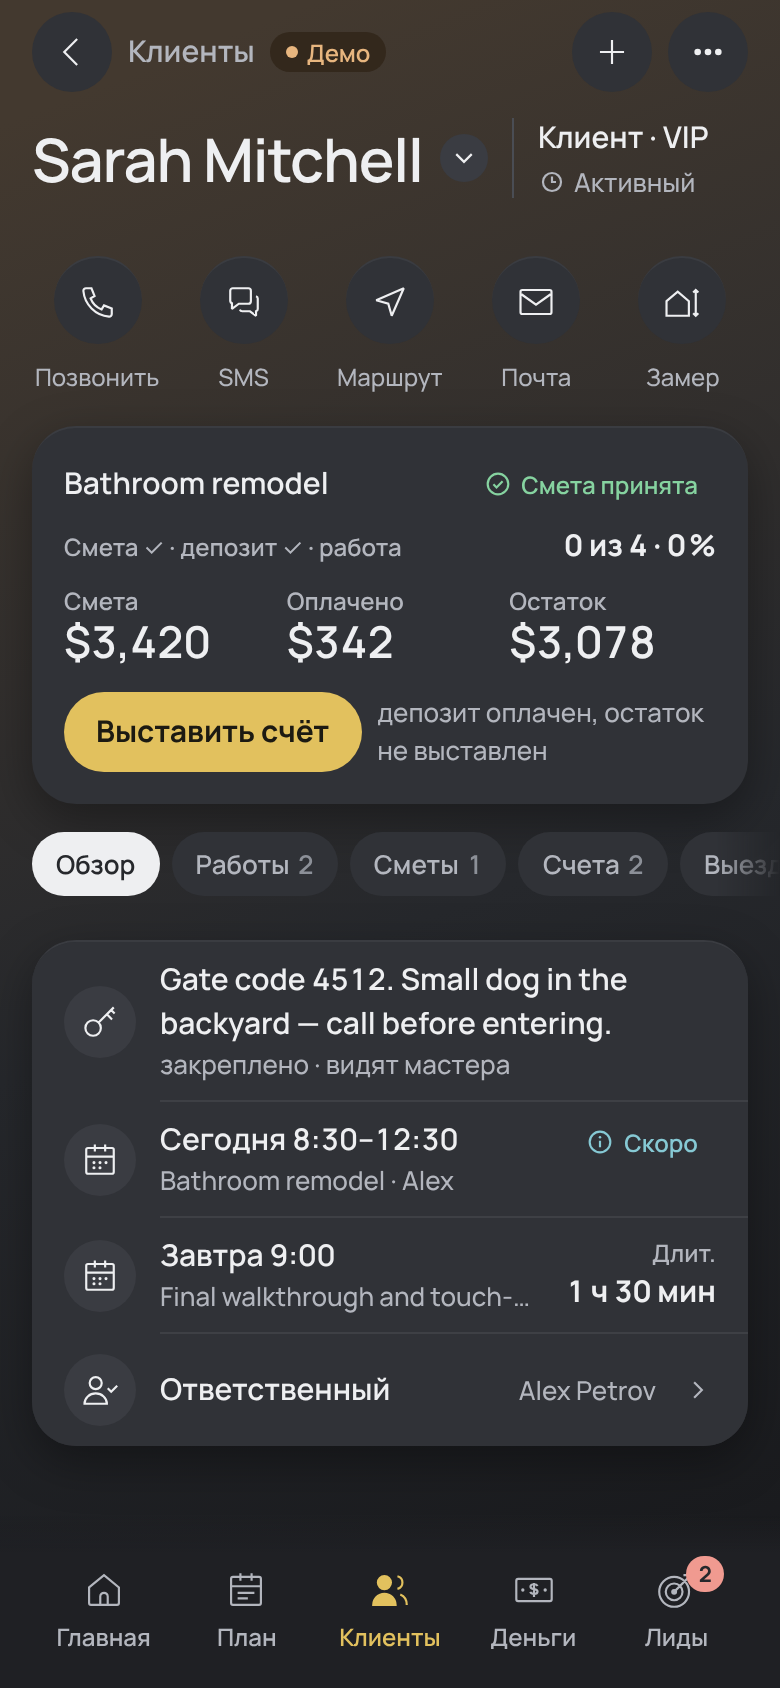 Клиенты
Демо
Sarah Mitchell
Клиент · VIP
Активный
Позвонить
SMS
Маршрут
Почта
Замер
Bathroom remodel
Смета принята
Смета ✓ · депозит ✓ · работа
0 из 4 · 0%
Смета
Оплачено
Остаток
$3,420
$342
$3,078
Выставить счёт
депозит оплачен, остаток
не выставлен
Обзор
Работы 2
Сметы 1
Счета 2
Gate code 4512. Small dog in the
backyard — call before entering.
закреплено · видят мастера
Сегодня 8:30–12:30
Скоро
Bathroom remodel · Alex
Завтра 9:00
Длит.
Final walkthrough and touch-...
1 ч 30 мин
Ответственный
Alex Petrov
2
Главная
План
Клиенты
Деньги
Лиды